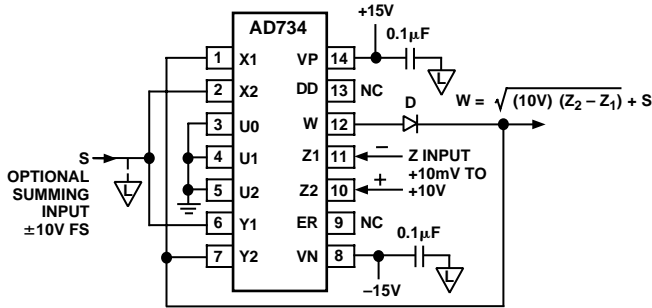 AD734
+15V
0.1µF
1 X1 VP 14
L
2 X2 DD 13 NC
W = √(10V) (Z2 – Z1) + S
D
3 U0 W 12
S
4 U1 Z1 11 – Z INPUT
L
OPTIONAL
SUMMING
INPUT
±10V FS
+10mV TO
5 U2 Z2 10 + +10V
6 Y1 ER 9 NC
0.1µF
7 Y2 VN 8
L
–15V